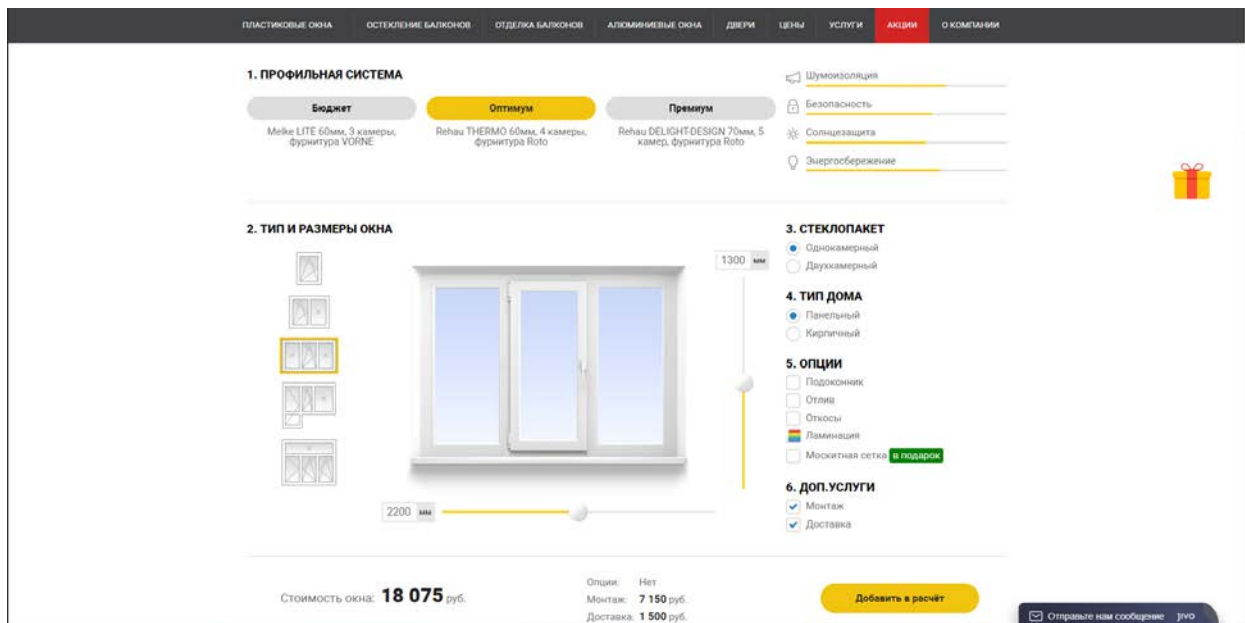 ПЛАСТИКОВЫЕ ОКНА ОСТЕКЛЕНИЕ БАЛКОНОВ ОТДЕЛКА БАЛКОНОВ АЛЮМИНИЕВЫЕ ОКНА ДВЕРИ ЦЕНЫ УСЛУГИ АКЦИИ О КОМПАНИИ
1. ПРОФИЛЬНАЯ СИСТЕМА
Бюджет Оптимум Премиум
Melke LITE 60мм, 3 камеры, Rehau THERMO 60мм, 4 камеры, Rehau DELIGHT-DESIGN 70мм, 5
фурнитура VORNE фурнитура Roto камер, фурнитура Roto
Шумоизоляция
Безопасность
Солнцезащита
Энергосбережение
2. ТИП И РАЗМЕРЫ ОКНА
1300 мм
2200 мм
3. СТЕКЛОПАКЕТ
Однокамерный
Двухкамерный
4. ТИП ДОМА
Панельный
Кирпичный
5. ОПЦИИ
Подоконник
Отлив
Откосы
Ламинация
Москитная сетка в подарок
6. ДОП.УСЛУГИ
Монтаж
Доставка
Стоимость окна: 18 075 руб.
Опции: Нет
Монтаж: 7 150 руб.
Доставка: 1 500 руб.
Добавить в расчёт
Отправьте нам сообщение jivo